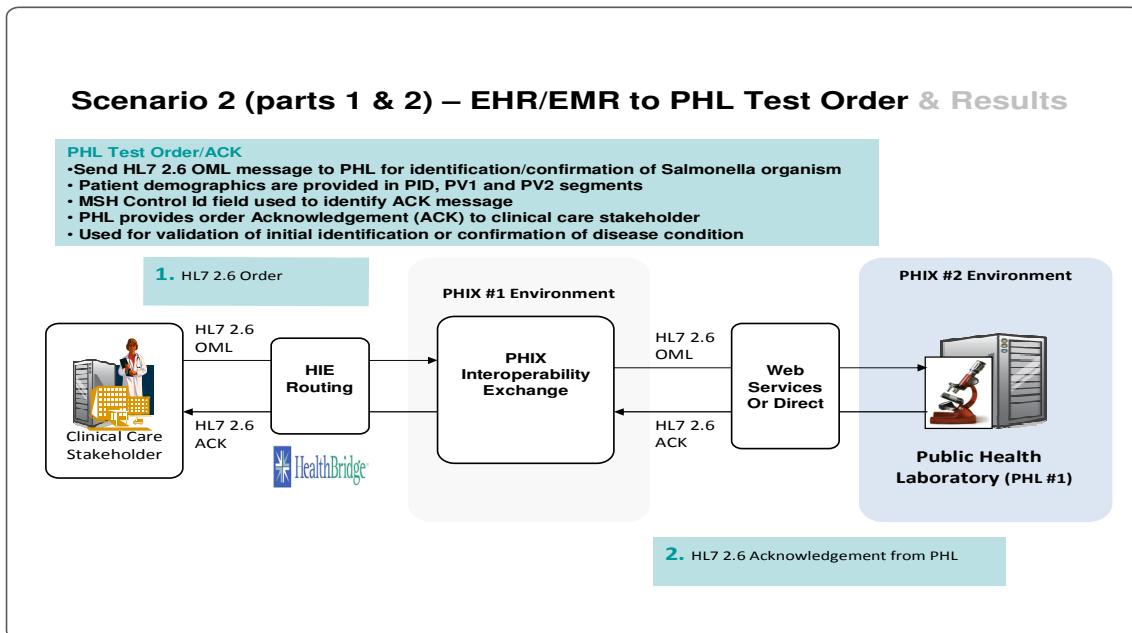 Scenario 2 (parts 1 & 2) – EHR/EMR to PHL Test Order & Results
PHL Test Order/ACK
•Send HL7 2.6 OML message to PHL for identification/confirmation of Salmonella organism
• Patient demographics are provided in PID, PV1 and PV2 segments
• MSH Control Id field used to identify ACK message
• PHL provides order Acknowledgement (ACK) to clinical care stakeholder
• Used for validation of initial identification or confirmation of disease condition
1. HL7 2.6 Order
PHIX #1 Environment
PHIX #2 Environment
HL7 2.6
OML
HIE
Routing
PHIX
Interoperability
Exchange
HL7 2.6
OML
Web
Services
Or Direct
HL7 2.6
ACK
HL7 2.6
ACK
Clinical Care
Stakeholder
HealthBridge
Public Health
Laboratory (PHL #1)
2. HL7 2.6 Acknowledgement from PHL